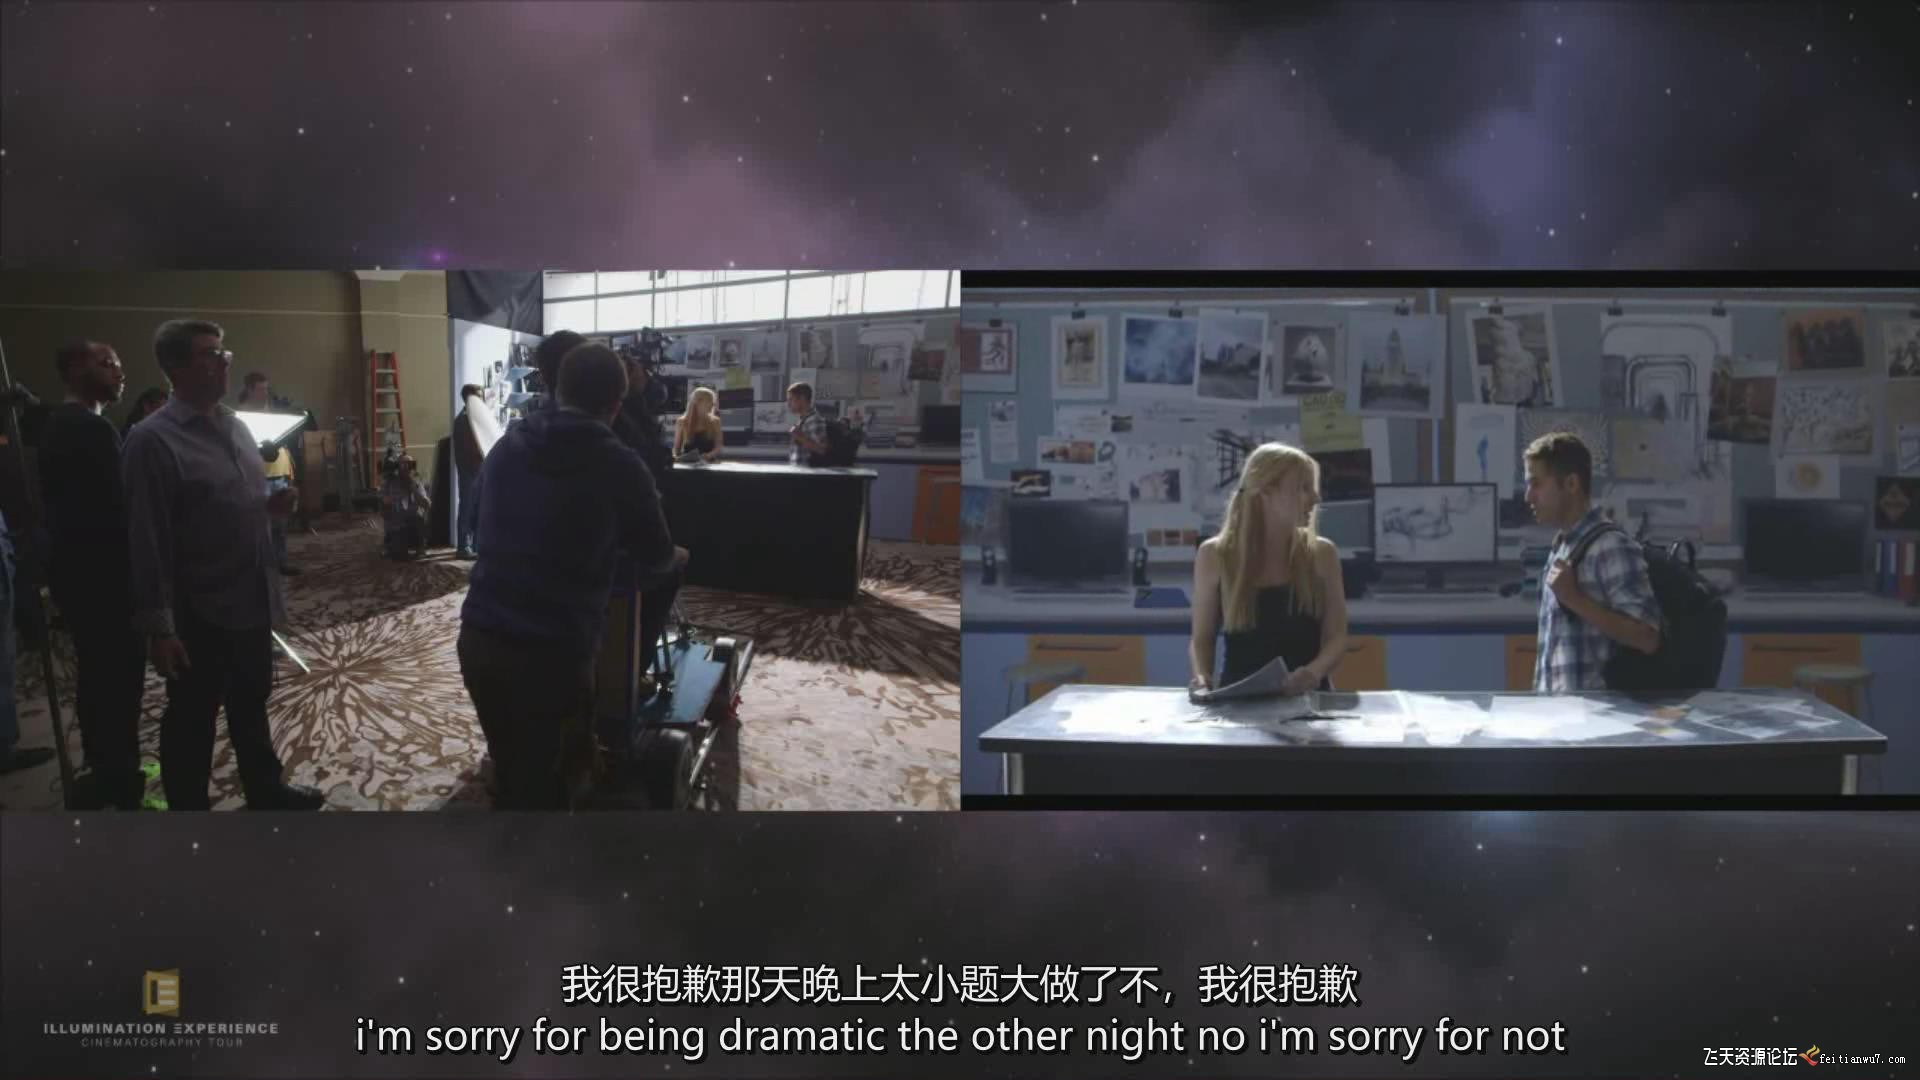 CAUTION
我很抱歉那天晚上太小题大做了不，我很抱歉
i'm sorry for being dramatic the other night no i'm sorry for not
ILLUMINATION EXPERIENCE
CINEMATOGRAPHY TOUR
飞天资源论坛 feitianwu7.com